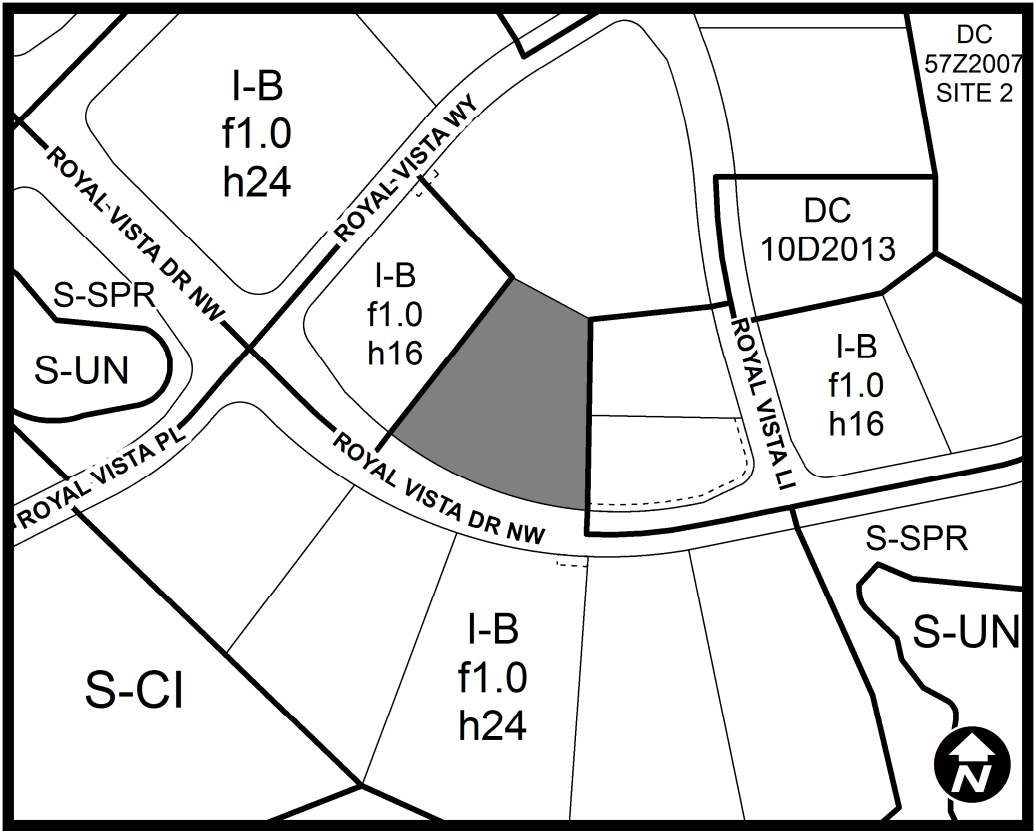 DC
57Z2007
SITE 2
I-B
f1.0
h24
ROYAL VISTA WY
ROYAL VISTA DR NW
DC
10D2013
I-B
f1.0
h16
S-SPR
S-UN
ROYAL VISTA LI
I-B
f1.0
h16
ROYAL VISTA PL
ROYAL VISTA DR NW
S-SPR
S-UN
I-B
f1.0
h24
S-CI
N